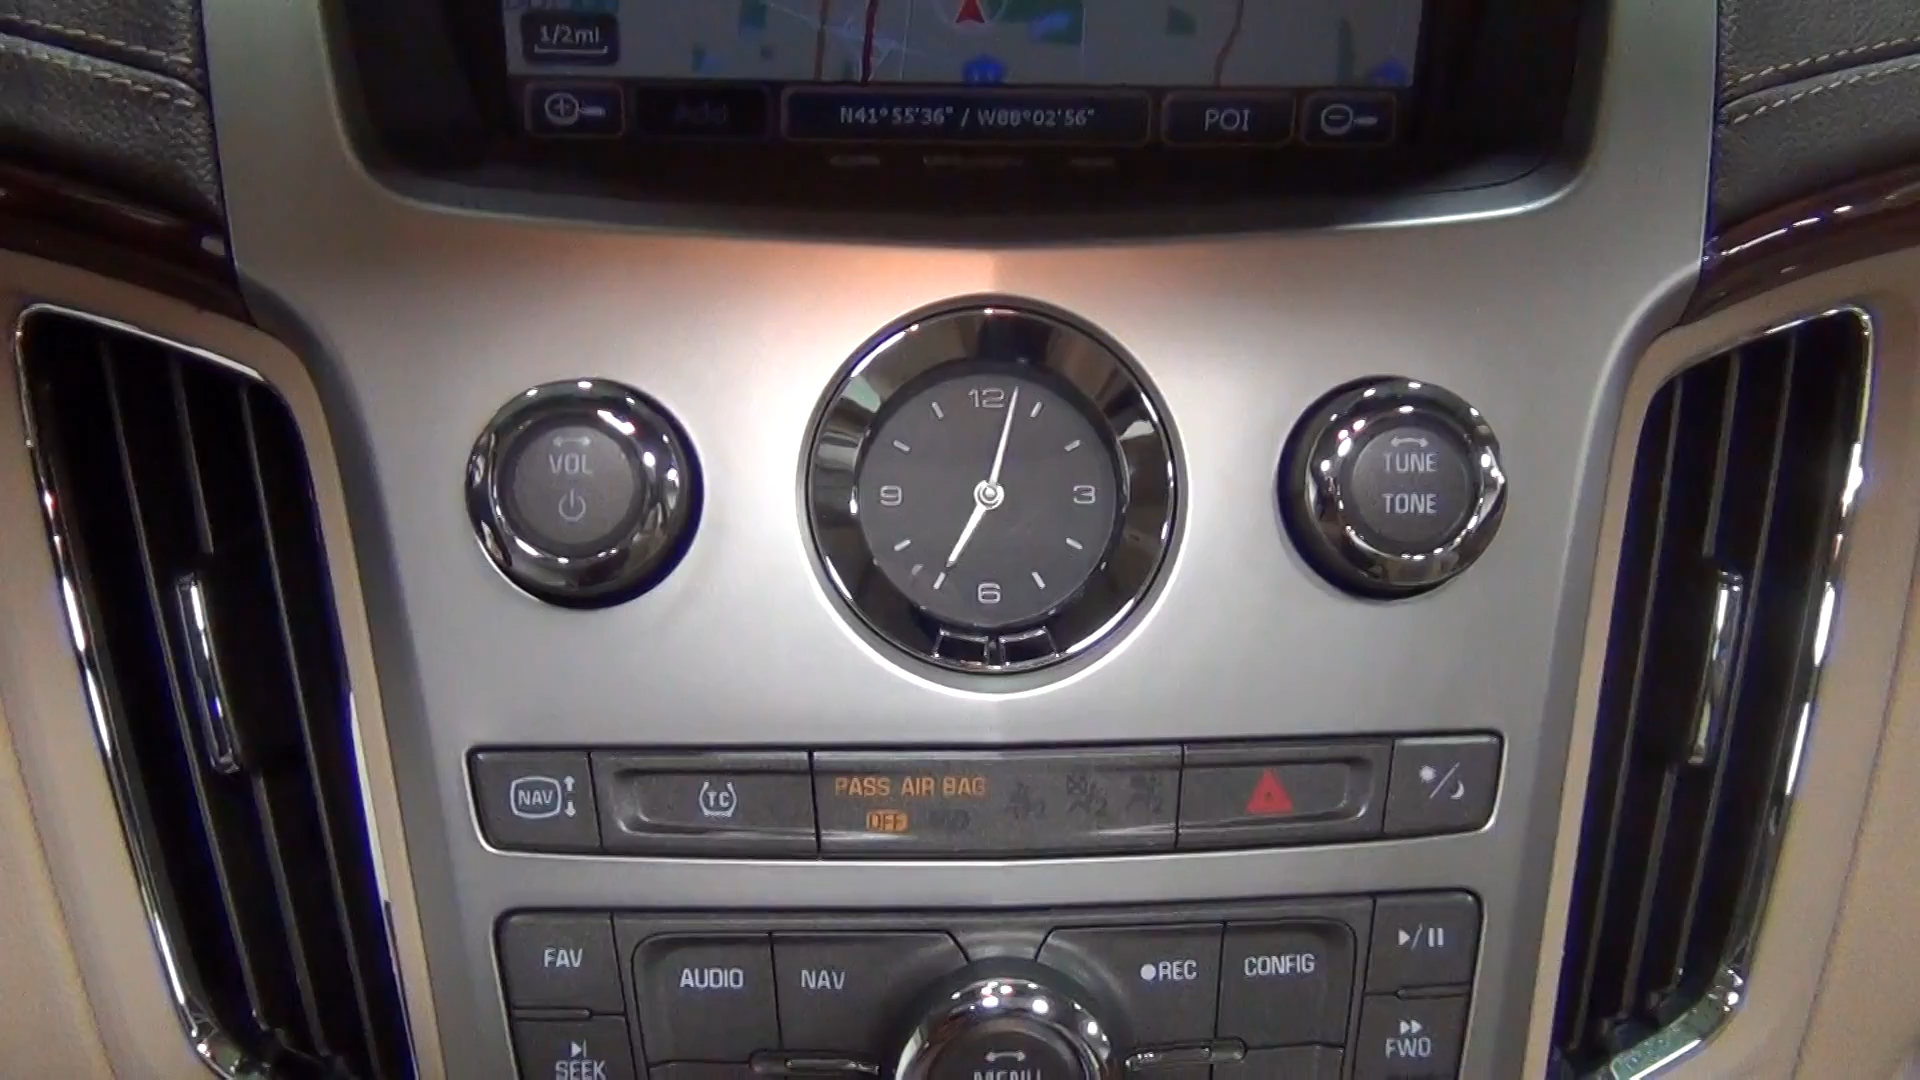 1/2mi
Add
N41°55'36" / W88°02'56"
POI
12
9
3
6
VOL
TUNE
TONE
NAV
TC
PASS AIR BAG
OFF
FAV
AUDIO
NAV
●REC
CONFIG
SEEK
MENU
FWD